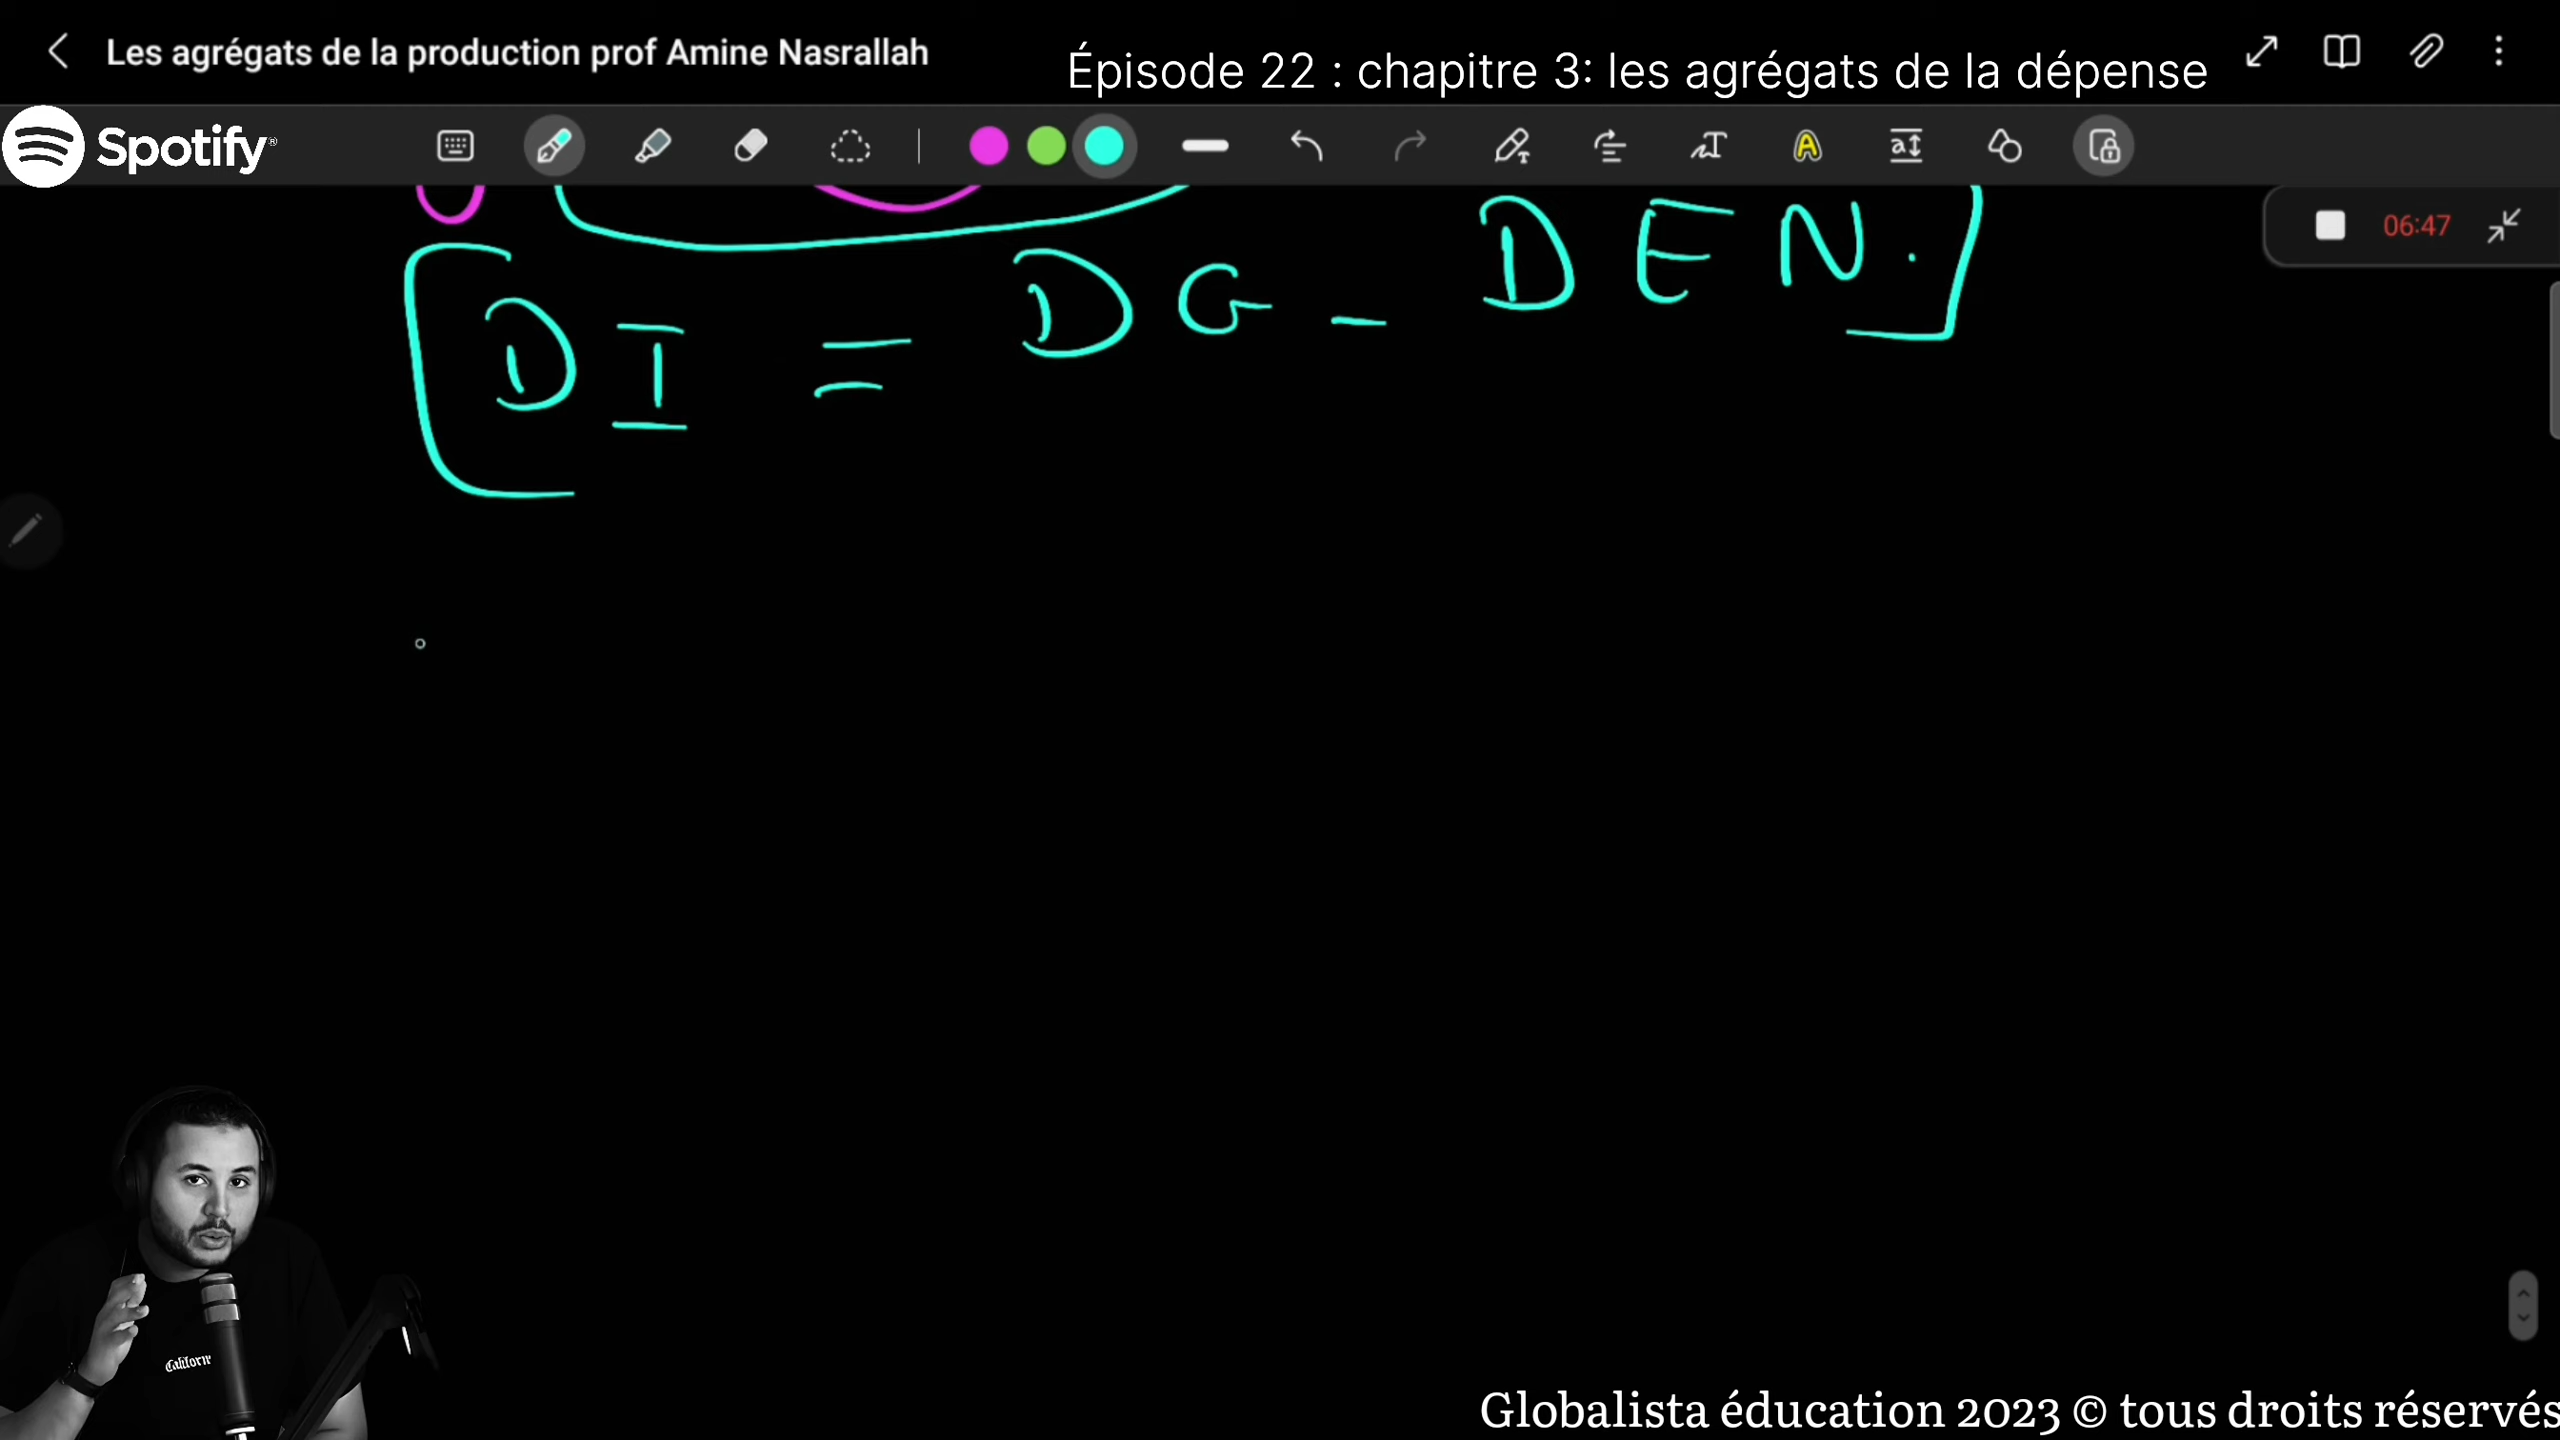 Les agrégats de la production prof Amine Nasrallah
Épisode 22 : chapitre 3: les agrégats de la dépense
Spotify®
06:47
DI = DG - DEN.
Californ
Globalista éducation 2023 © tous droits réservés